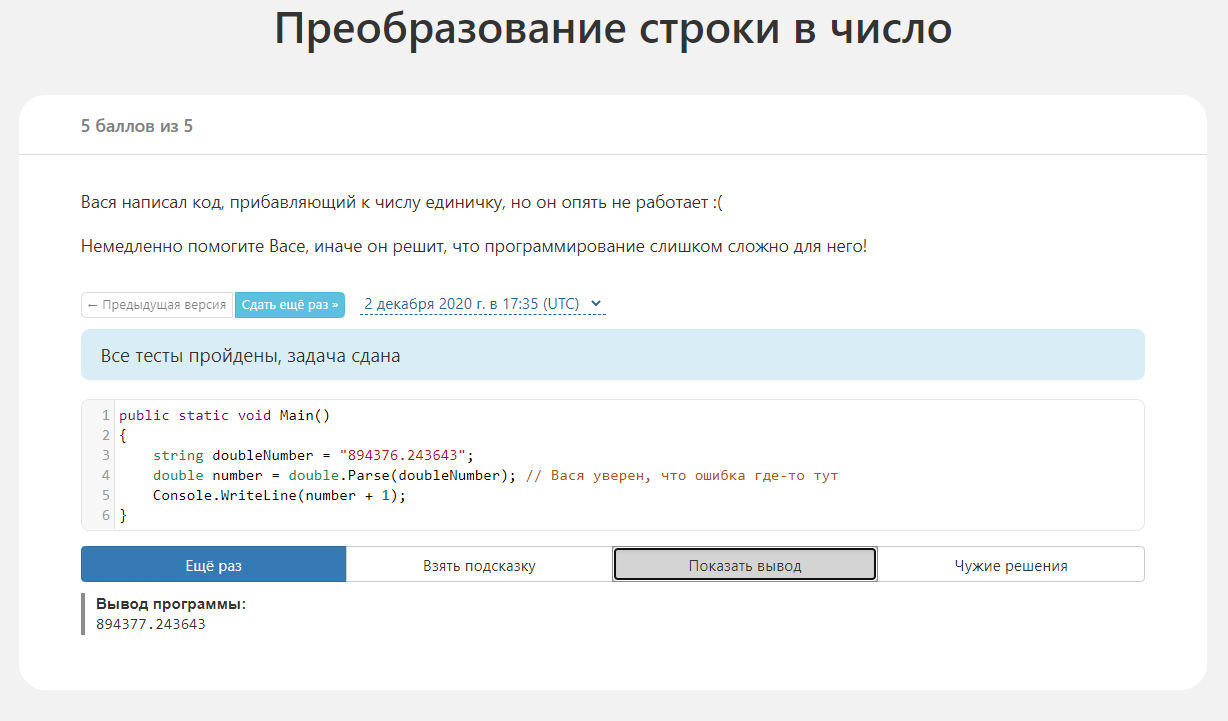 Преобразование строки в число
5 баллов из 5
Вася написал код, прибавляющий к числу единичку, но он опять не работает :(
Немедленно помогите Васе, иначе он решит, что программирование слишком сложно для него!
← Предыдущая версия Сдать ещё раз » 2 декабря 2020 г. в 17:35 (UTC)
Все тесты пройдены, задача сдана
1 public static void Main()
2 {
3     string doubleNumber = "894376.243643";
4     double number = double.Parse(doubleNumber); // Вася уверен, что ошибка где-то тут
5     Console.WriteLine(number + 1);
6 }
Ещё раз Взять подсказку Показать вывод Чужие решения
Вывод программы:
894377.243643